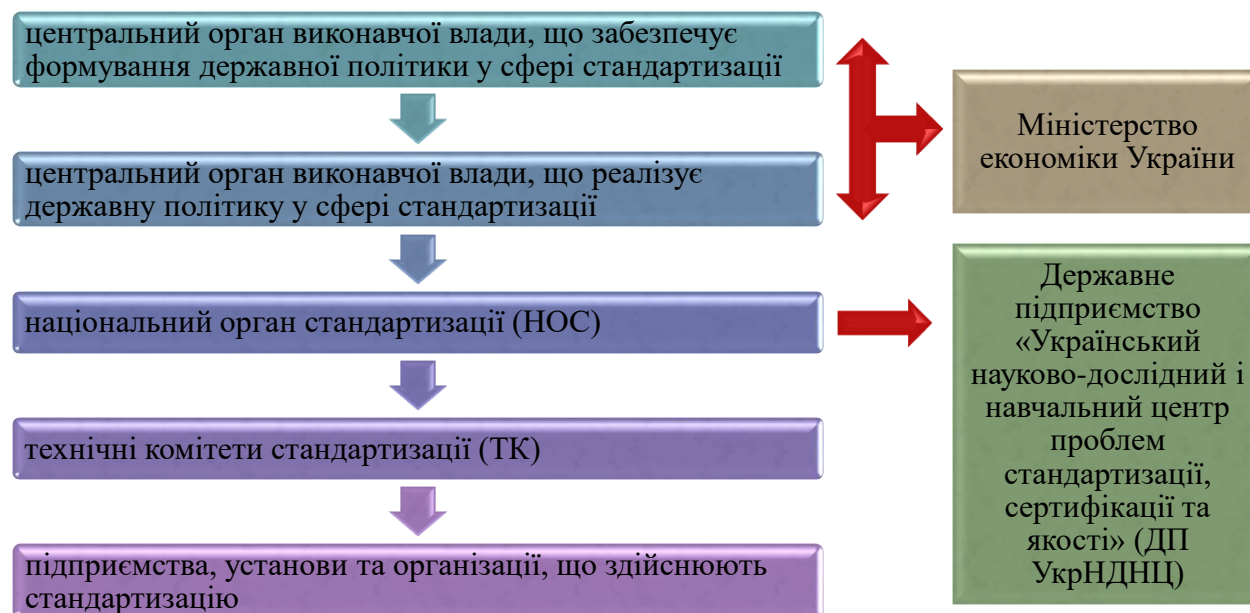 центральний орган виконавчої влади, що забезпечує
формування державної політики у сфері стандартизації
центральний орган виконавчої влади, що реалізує
державну політику у сфері стандартизації
національний орган стандартизації (НОС)
технічні комітети стандартизації (ТК)
підприємства, установи та організації, що здійснюють
стандартизацію
Міністерство
економіки України
Державне
підприємство
«Український
науково-дослідний і
навчальний центр
проблем
стандартизації,
сертифікації та
якості» (ДП
УкрНДНЦ)